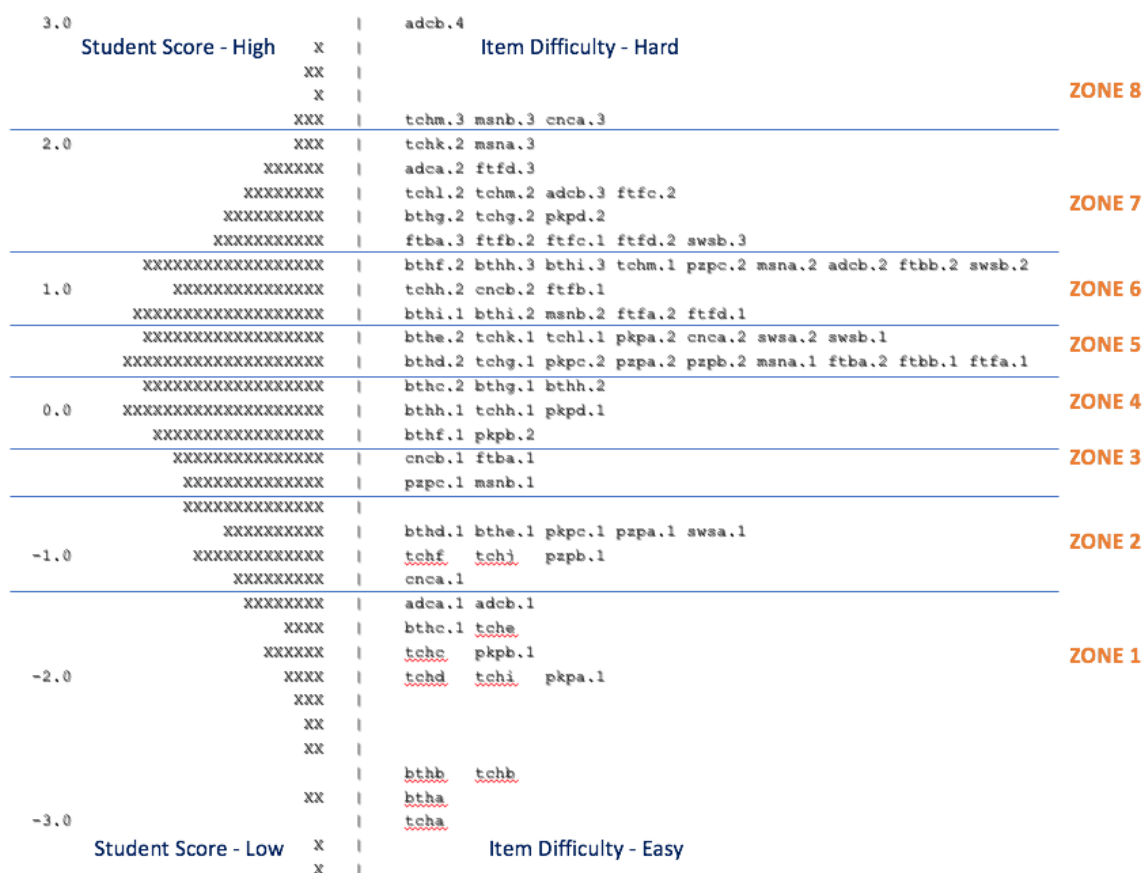 3.0 | adcb.4
Student Score - High X | Item Difficulty - Hard
XX |
X | ZONE 8
XXX | tchm.3 msnb.3 cnca.3
2.0 XXX | tchk.2 msna.3
XXXXXX | adca.2 ftfd.3
XXXXXXXX | tchl.2 tchm.2 adcb.3 ftfc.2 ZONE 7
XXXXXXXXXX | bthg.2 tchg.2 pkpd.2
XXXXXXXXXXX | ftba.3 ftfb.2 ftfc.1 ftfd.2 swsb.3
XXXXXXXXXXXXXXXXXX | bthf.2 bthh.3 bthi.3 tchm.1 pzpc.2 msna.2 adcb.2 ftbb.2 swsb.2
1.0 XXXXXXXXXXXXXXX | tchh.2 cncb.2 ftfb.1 ZONE 6
XXXXXXXXXXXXXXXX | bthi.1 bthi.2 msnb.2 ftfa.2 ftfd.1
XXXXXXXXXXXXXXXXXX | bthe.2 tchk.1 tchl.1 pkpa.2 cnca.2 swsa.2 swsb.1 ZONE 5
XXXXXXXXXXXXXXXXXXXX | bthd.2 tchg.1 pkpc.2 pzpa.2 pzpb.2 msna.1 ftba.2 ftbb.1 ftfa.1
XXXXXXXXXXXXXXXXXX | bthc.2 bthg.1 bthh.2 ZONE 4
0.0 XXXXXXXXXXXXXXXXXXXX | bthh.1 tchh.1 pkpd.1
XXXXXXXXXXXXXXXXX | bthf.1 pkpb.2
XXXXXXXXXXXXXXX | cncb.1 ftba.1 ZONE 3
XXXXXXXXXXXXXX | pzpc.1 msnb.1
XXXXXXXXXXXXXX |
XXXXXXXXXX | bthd.1 bthe.1 pkpc.1 pzpa.1 swsa.1 ZONE 2
-1.0 XXXXXXXXXXXXX | tchf tchj pzpb.1
XXXXXXXXX | cnca.1
XXXXXXXX | adca.1 adcb.1
XXXX | bthc.1 tche
XXXXXX | tchc pkpb.1 ZONE 1
-2.0 XXXX | tchd tchi pkpa.1
XXX |
XX |
XX |
| bthb tchb
XX | btha
-3.0 | tcha
Student Score - Low X | Item Difficulty - Easy
X |